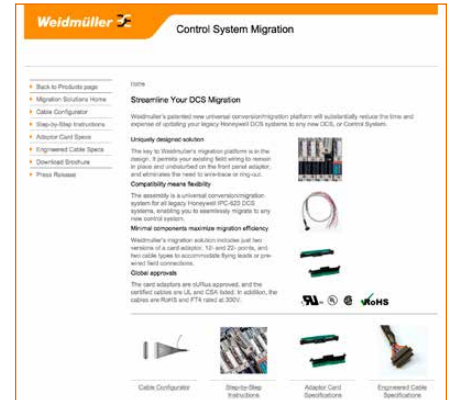 Weidmüller
Control System Migration
Back to Products page
Migration Solutions Home
Cable Configurator
Step-by-Step Instructions
Adaptor Card Specs
Engineered Cable Specs
Download Brochure
Press Release
Home
Streamline Your DCS Migration
Weidmuller's patented new universal conversion/migration platform will substantially reduce the time and
expense of updating your legacy Honeywell DCS systems to any new DCS, or Control System.
Uniquely designed solution
The key to Weidmuller's migration platform is in the
design: it permits your existing field wiring to remain
in place and undisturbed on the front panel adaptor,
and eliminates the need to wire-trace or ring-out.
Compatibility means flexibility
The assembly is a universal conversion/migration
system for all legacy Honeywell IPC-620 DCS
systems, enabling you to seamlessly migrate to any
new control system.
Minimal components maximize migration efficiency
Weidmuller's migration solution includes just two
versions of a card adaptor, 12- and 22- points, and
two cable types to accommodate flying leads or pre-
wired field connections.
Global approvals
The card adaptors are cURus approved, and the
certified cables are UL and CSA listed. In addition, the
cables are RoHS and FT4 rated at 300V.
RoHS
Cable Configurator
Step-by-Step
Instructions
Adaptor Card
Specifications
Engineered Cable
Specifications